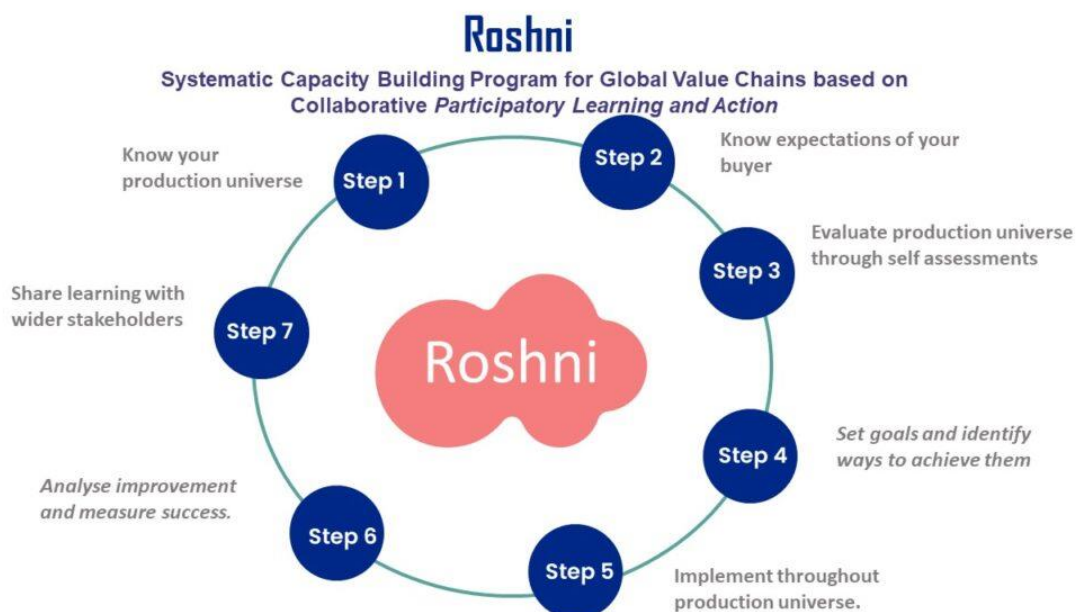 Roshni
Systematic Capacity Building Program for Global Value Chains based on
Collaborative Participatory Learning and Action
Step 1
Know your
production universe
Step 2
Know expectations of your
buyer
Step 3
Evaluate production universe
through self assessments
Step 4
Set goals and identify
ways to achieve them
Step 5
Implement throughout
production universe.
Step 6
Analyse improvement
and measure success.
Step 7
Share learning with
wider stakeholders
Roshni